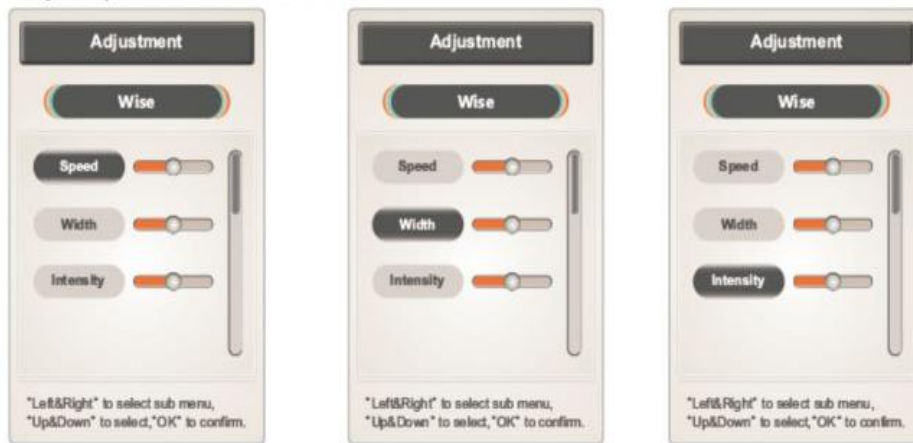 Adjustment
Wise
Speed
Width
Intensity
"Left&Right" to select sub menu,
"Up&Down" to select,"OK" to confirm.
Adjustment
Wise
Speed
Width
Intensity
"Left&Right" to select sub menu,
"Up&Down" to select,"OK" to confirm.
Adjustment
Wise
Speed
Width
Intensity
"Left&Right" to select sub menu,
"Up&Down" to select,"OK" to confirm.